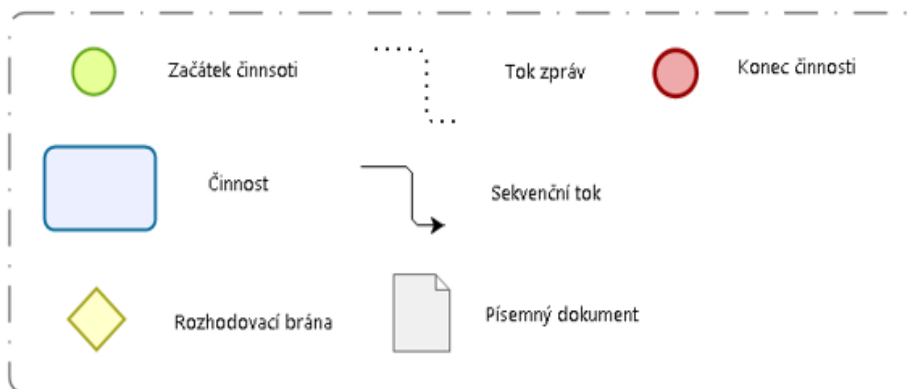 Začátek činnsoti
Tok zpráv
Konec činnosti
Činnost
Sekvenční tok
Rozhodovací brána
Písemný dokument